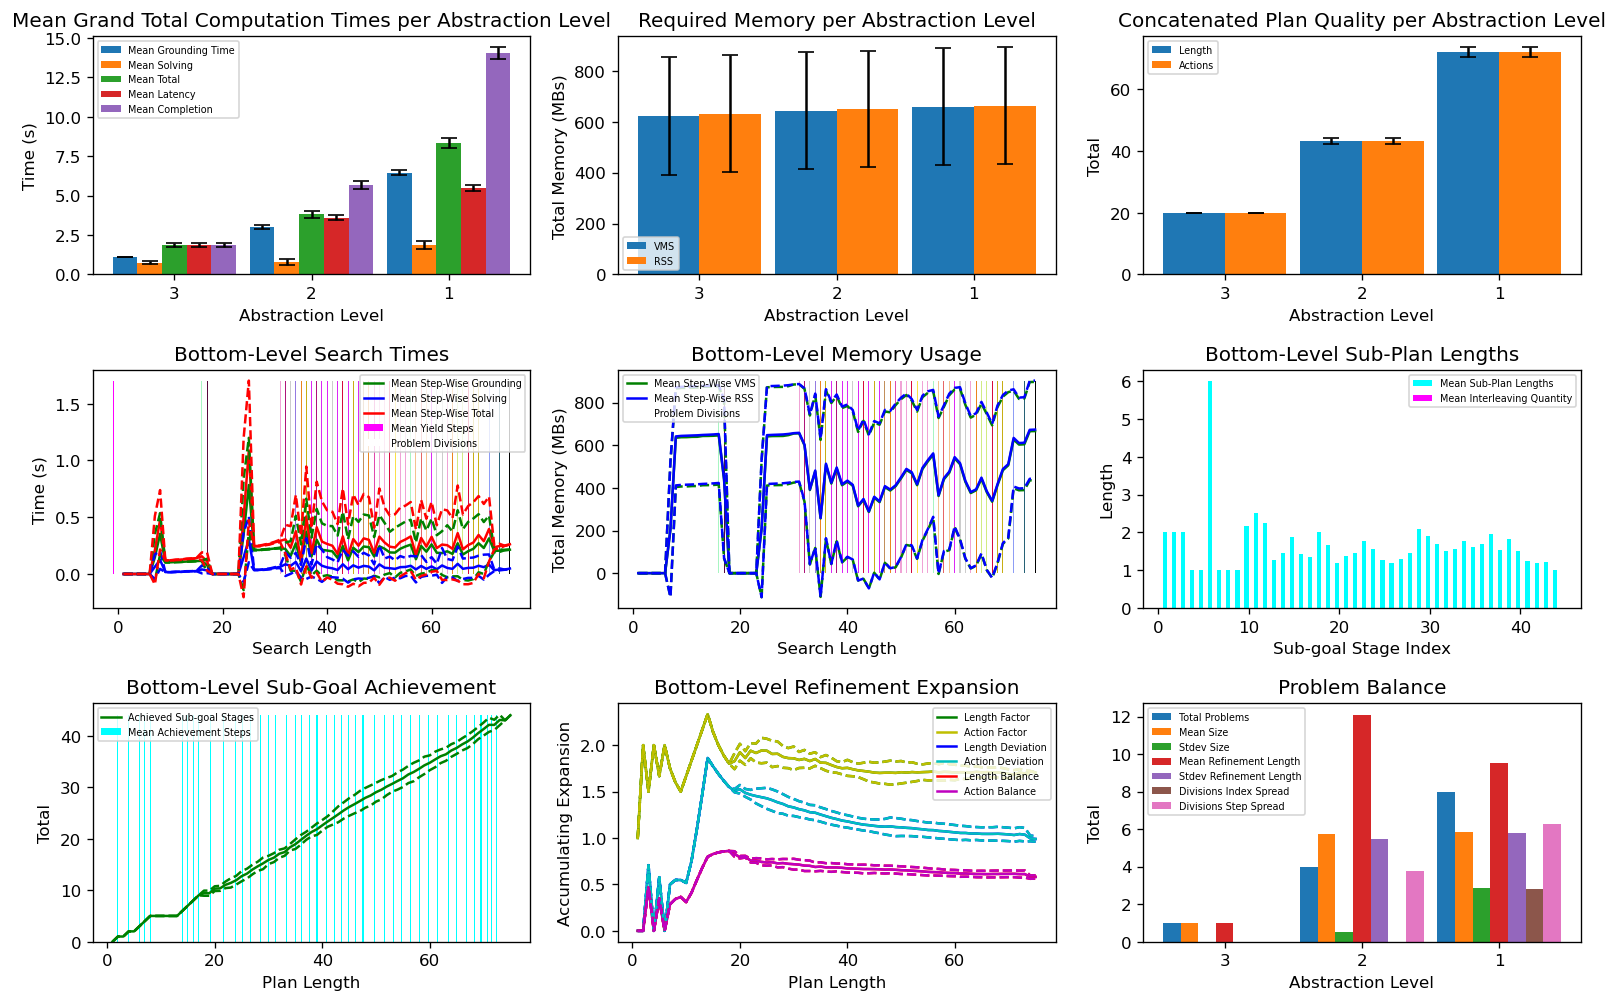 Mean Grand Total Computation Times per Abstraction Level
15.0
12.5
10.0
7.5
5.0
2.5
0.0
Time (s)
Mean Grounding Time
Mean Solving
Mean Total
Mean Latency
Mean Completion
3 2 1
Abstraction Level
Required Memory per Abstraction Level
800
600
400
200
0
Total Memory (MBs)
VMS
RSS
3 2 1
Abstraction Level
Concatenated Plan Quality per Abstraction Level
60
40
20
0
Total
Length
Actions
3 2 1
Abstraction Level
Bottom-Level Search Times
1.5
1.0
0.5
0.0
Time (s)
Mean Step-Wise Grounding
Mean Step-Wise Solving
Mean Step-Wise Total
Mean Yield Steps
Problem Divisions
0 20 40 60
Search Length
Bottom-Level Memory Usage
800
600
400
200
0
Total Memory (MBs)
Mean Step-Wise VMS
Mean Step-Wise RSS
Problem Divisions
0 20 40 60
Search Length
Bottom-Level Sub-Plan Lengths
6
5
4
3
2
1
0
Length
Mean Sub-Plan Lengths
Mean Interleaving Quantity
0 10 20 30 40
Sub-goal Stage Index
Bottom-Level Sub-Goal Achievement
40
30
20
10
0
Total
Achieved Sub-goal Stages
Mean Achievement Steps
0 20 40 60
Plan Length
Bottom-Level Refinement Expansion
2.0
1.5
1.0
0.5
0.0
Accumulating Expansion
Length Factor
Action Factor
Length Deviation
Action Deviation
Length Balance
Action Balance
0 20 40 60
Plan Length
Problem Balance
12
10
8
6
4
2
0
Total
Total Problems
Mean Size
Stdev Size
Mean Refinement Length
Stdev Refinement Length
Divisions Index Spread
Divisions Step Spread
3 2 1
Abstraction Level